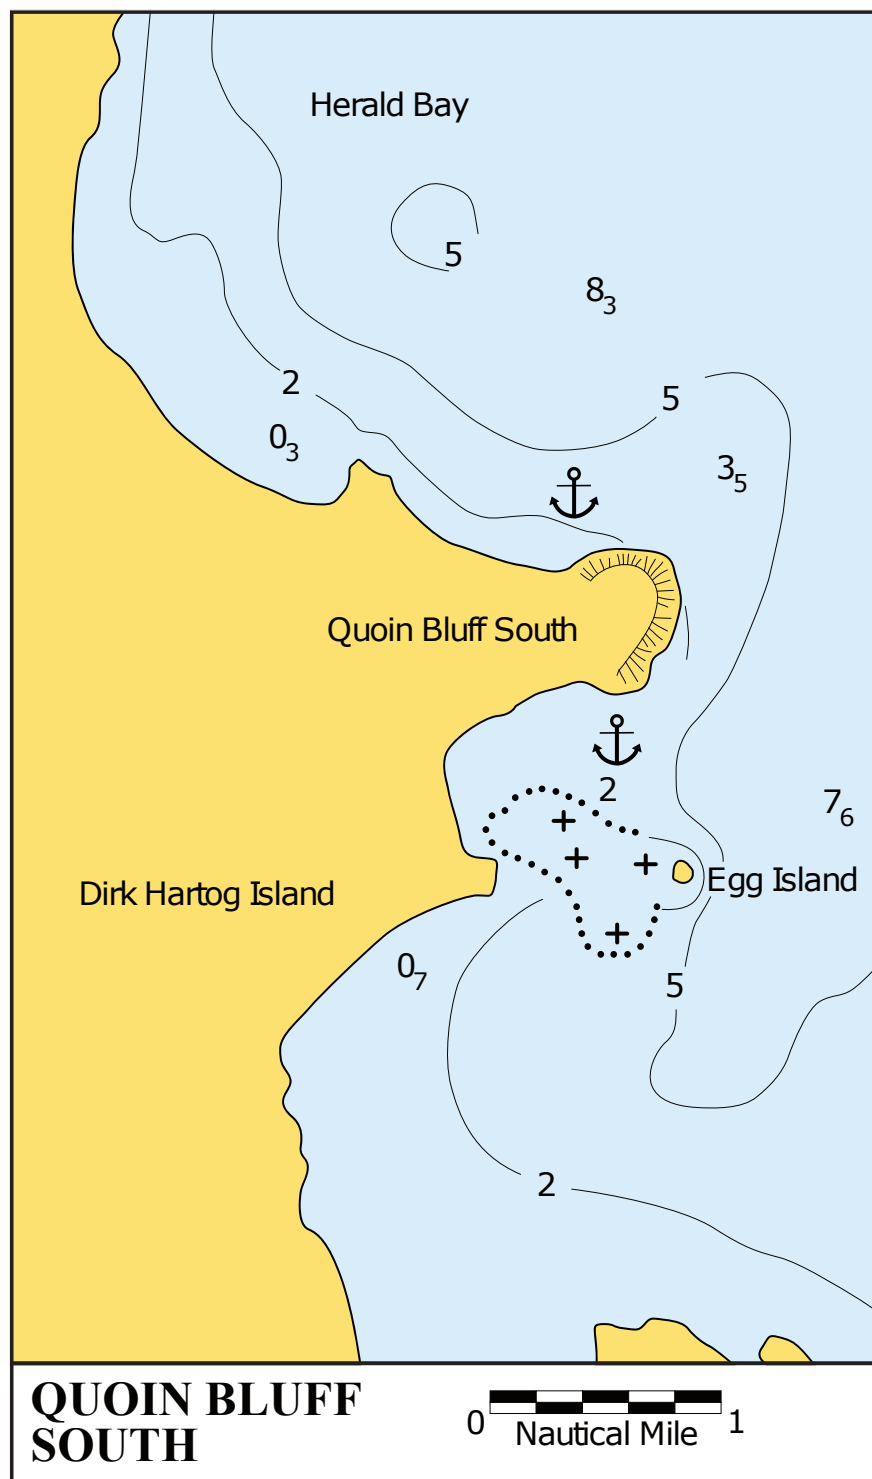 Herald Bay
5
8₃
2
5
0₃
3₅
Quoin Bluff South
2
7₆
Dirk Hartog Island
Egg Island
0₇
5
2
QUOIN BLUFF
SOUTH
0
1
Nautical Mile